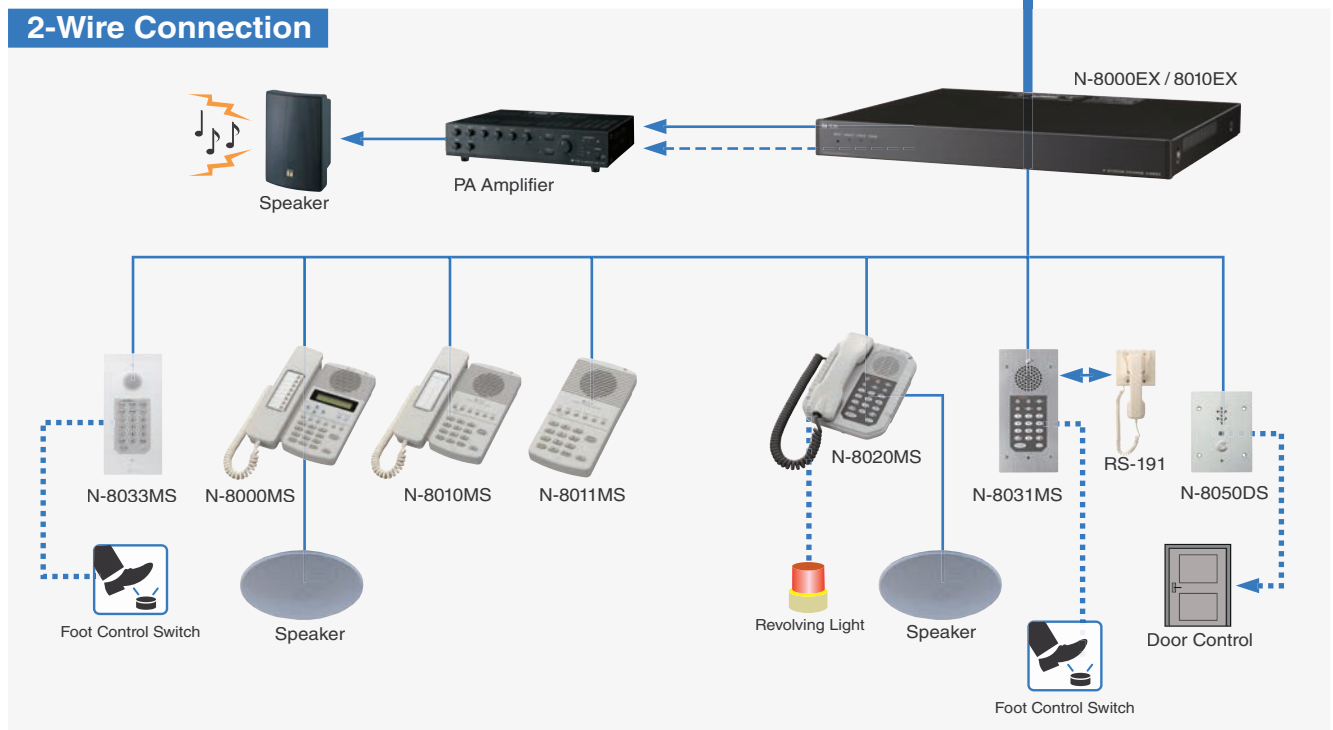 2-Wire Connection
N-8000EX / 8010EX
PA Amplifier
Speaker
N-8033MS
N-8000MS
N-8010MS
N-8011MS
N-8020MS
N-8031MS
RS-191
N-8050DS
Foot Control Switch
Speaker
Revolving Light
Speaker
Door Control
Foot Control Switch